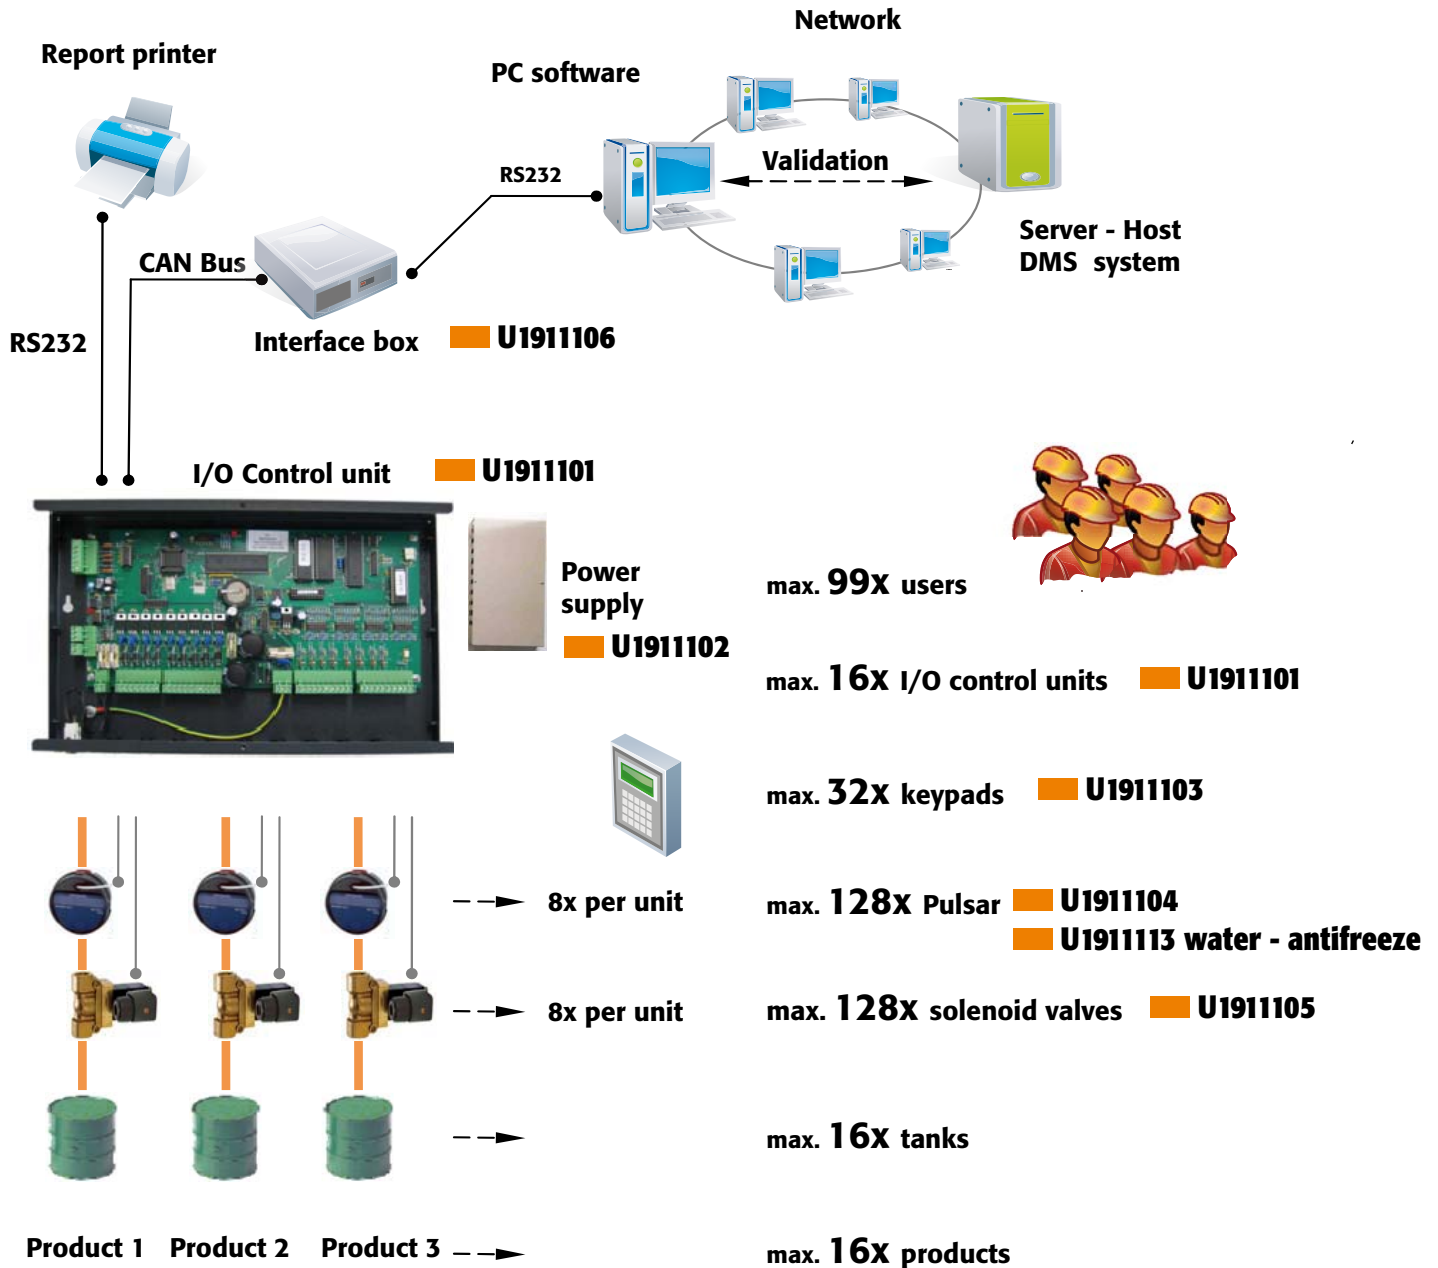 Network
Report printer
PC software
Validation
RS232
Server - Host
DMS system
CAN Bus
RS232
Interface box U1911106
I/O Control unit U1911101
Power
supply
U1911102
max. 99x users
max. 16x I/O control units U1911101
max. 32x keypads U1911103
8x per unit max. 128x Pulsar U1911104
U1911113 water - antifreeze
8x per unit max. 128x solenoid valves U1911105
max. 16x tanks
Product 1 Product 2 Product 3 max. 16x products